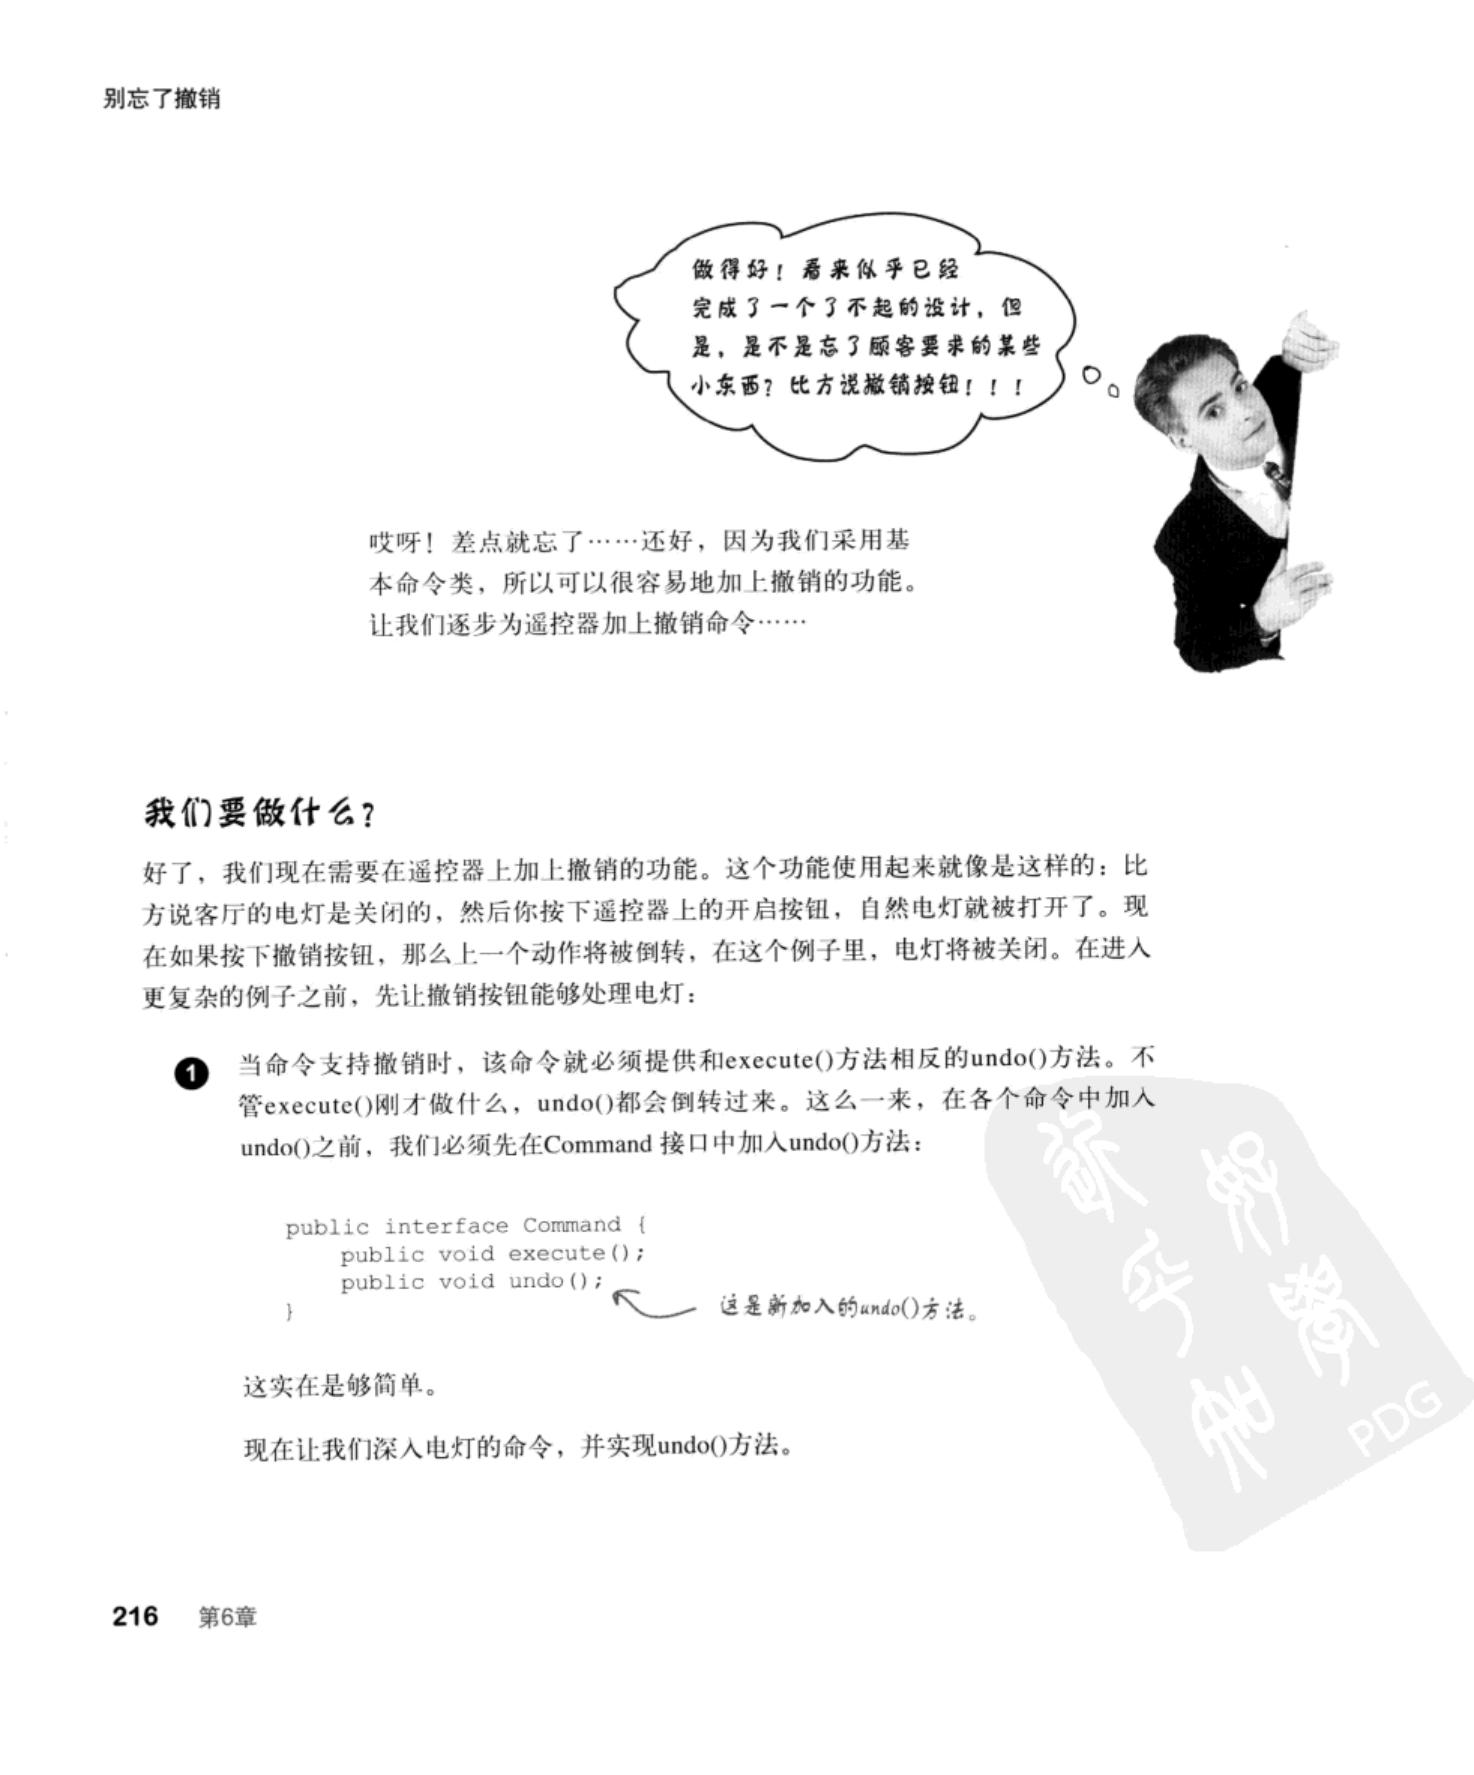 别忘了撤销
做得好！看来似乎已经
完成了一个了不起的设计，但
是，是不是忘了顾客要求的某些
小东西？比方说撤销按钮！！！
哎呀！差点就忘了……还好，因为我们采用基
本命令类，所以可以很容易地加上撤销的功能。
让我们逐步为遥控器加上撤销命令……
我们要做什么？
好了，我们现在需要在遥控器上加上撤销的功能。这个功能使用起来就像是这样的：比
方说客厅的电灯是关闭的，然后你按下遥控器上的开启按钮，自然电灯就被打开了。现
在如果按下撤销按钮，那么上一个动作将被倒转，在这个例子里，电灯将被关闭。在进入
更复杂的例子之前，先让撤销按钮能够处理电灯：
1 当命令支持撤销时，该命令就必须提供和execute()方法相反的undo()方法。不
管execute()刚才做什么，undo()都会倒转过来。这么一来，在各个命令中加入
undo()之前，我们必须先在Command 接口中加入undo()方法：
public interface Command {
public void execute();
public void undo();
}
这是新加入的undo()方法。
这实在是够简单。
现在让我们深入电灯的命令，并实现undo()方法。
PDG
216 第6章